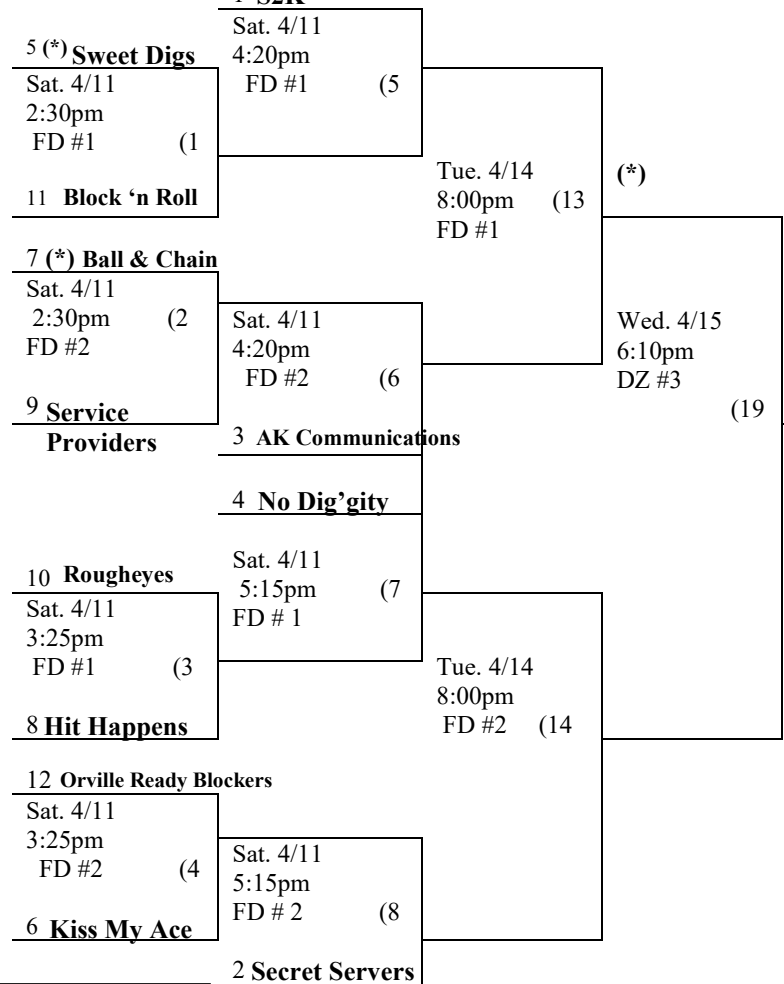 5 (*) Sweet Digs
Sat. 4/11
2:30pm
FD #1 (1
11 Block ‘n Roll
7 (*) Ball & Chain
Sat. 4/11
2:30pm (2
FD #2
9 Service
Providers
10 Rougheyes
Sat. 4/11
3:25pm
FD #1 (3
8 Hit Happens
12 Orville Ready Blockers
Sat. 4/11
3:25pm
FD #2 (4
6 Kiss My Ace
S2K
Sat. 4/11
4:20pm
FD #1 (5
Sat. 4/11
4:20pm
FD #2 (6
3 AK Communications
4 No Dig’gity
Sat. 4/11
5:15pm (7
FD # 1
Sat. 4/11
5:15pm
FD # 2 (8
2 Secret Servers
Tue. 4/14
8:00pm (13
FD #1
Tue. 4/14
8:00pm
FD #2 (14
(*)
Wed. 4/15
6:10pm
DZ #3
(19